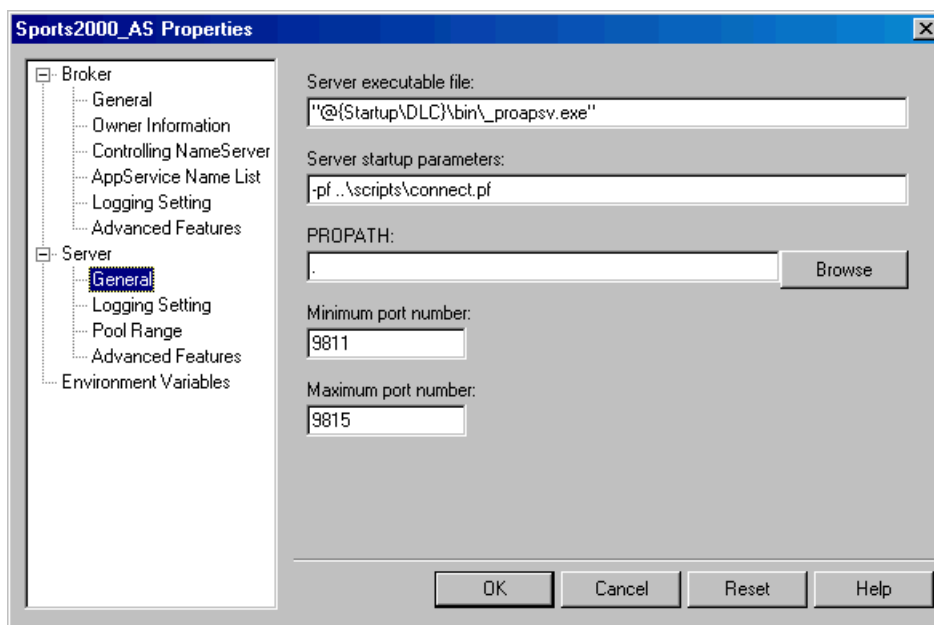 Sports2000_AS Properties
Broker
General
Owner Information
Controlling NameServer
AppService Name List
Logging Setting
Advanced Features
Server
General
Logging Setting
Pool Range
Advanced Features
Environment Variables
Server executable file:
"@{Startup\DLC}\bin\_proapsv.exe"
Server startup parameters:
-pf ..\scripts\connect.pf
PROPATH:
.
Browse
Minimum port number:
9811
Maximum port number:
9815
OK
Cancel
Reset
Help